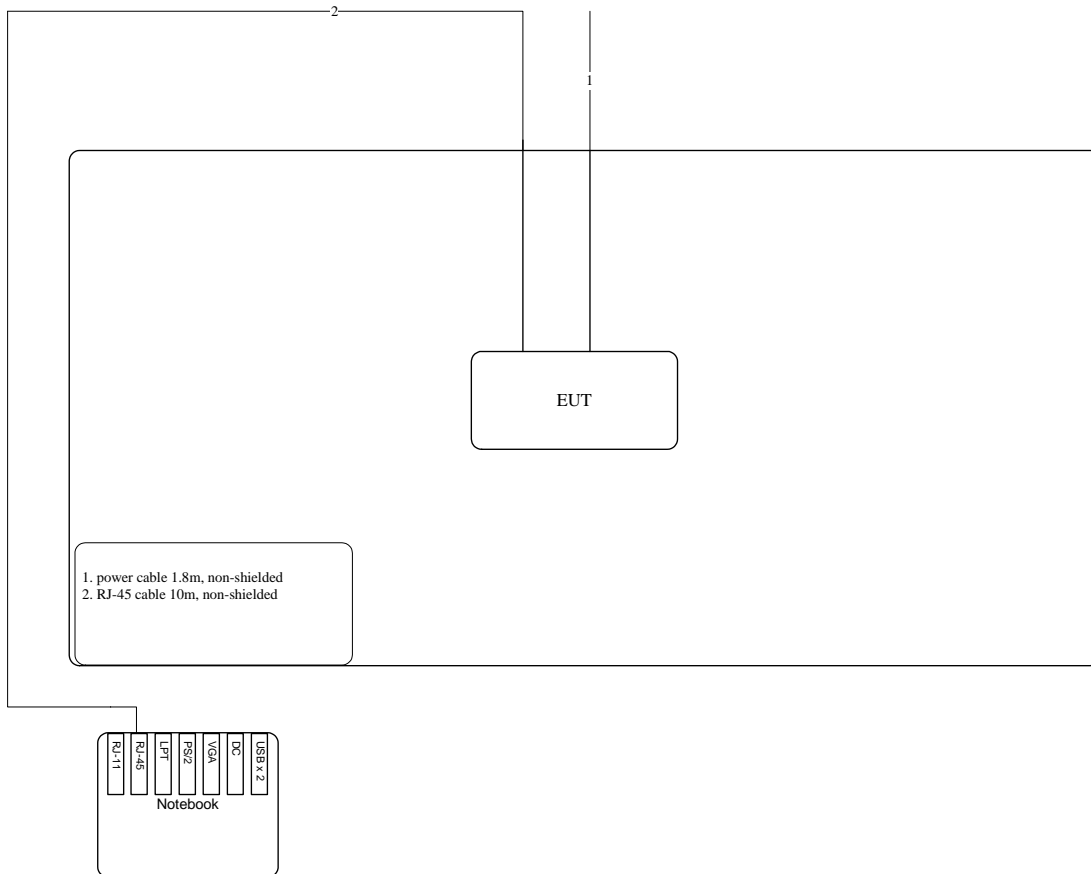 2
1
EUT
1. power cable 1.8m, non-shielded
2. RJ-45 cable 10m, non-shielded
RJ-11
RJ-45
LPT
PS/2
VGA
DC
USB x 2
Notebook